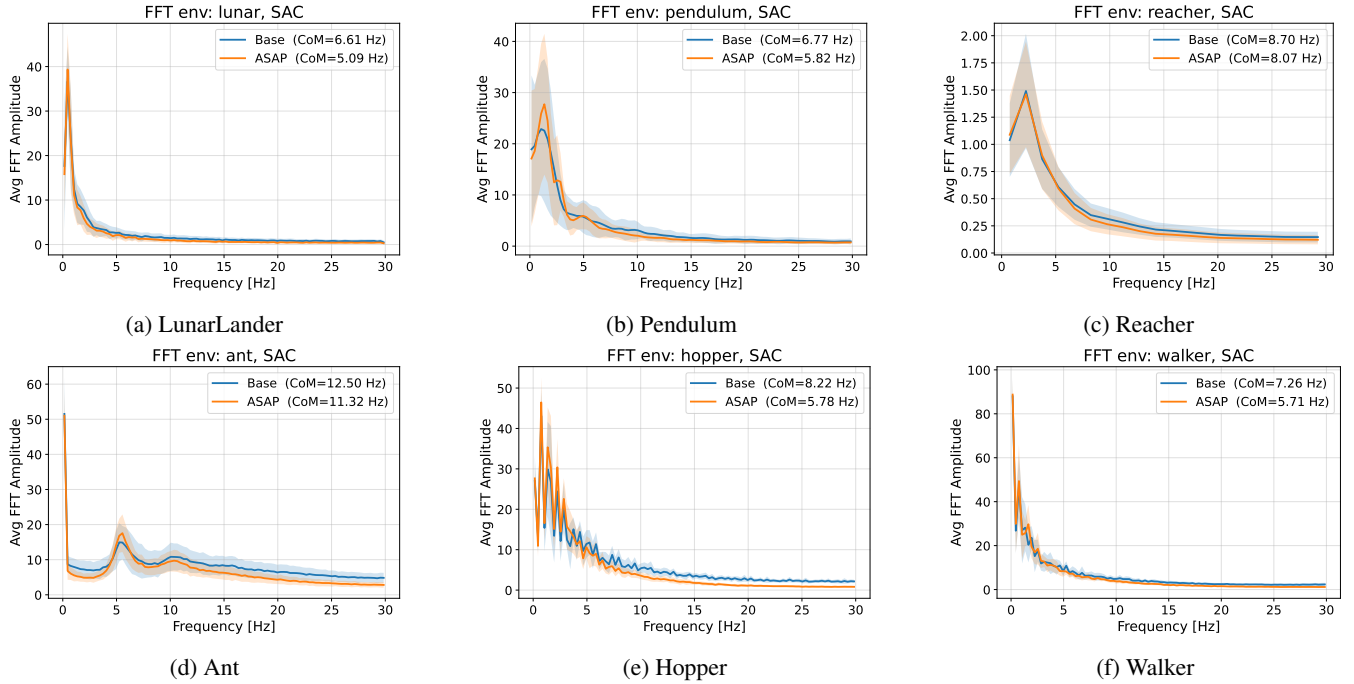 FFT env: lunar, SAC
Base (CoM=6.61 Hz)
ASAP (CoM=5.09 Hz)
Avg FFT Amplitude
0
10
20
30
40
0
5
10
15
20
25
30
Frequency [Hz]
(a) LunarLander
FFT env: pendulum, SAC
Base (CoM=6.77 Hz)
ASAP (CoM=5.82 Hz)
Avg FFT Amplitude
0
10
20
30
40
0
5
10
15
20
25
30
Frequency [Hz]
(b) Pendulum
FFT env: reacher, SAC
Base (CoM=8.70 Hz)
ASAP (CoM=8.07 Hz)
Avg FFT Amplitude
0.00
0.25
0.50
0.75
1.00
1.25
1.50
1.75
2.00
0
5
10
15
20
25
30
Frequency [Hz]
(c) Reacher
FFT env: ant, SAC
Base (CoM=12.50 Hz)
ASAP (CoM=11.32 Hz)
Avg FFT Amplitude
0
10
20
30
40
50
60
0
5
10
15
20
25
30
Frequency [Hz]
(d) Ant
FFT env: hopper, SAC
Base (CoM=8.22 Hz)
ASAP (CoM=5.78 Hz)
Avg FFT Amplitude
0
10
20
30
40
50
0
5
10
15
20
25
30
Frequency [Hz]
(e) Hopper
FFT env: walker, SAC
Base (CoM=7.26 Hz)
ASAP (CoM=5.71 Hz)
Avg FFT Amplitude
0
20
40
60
80
100
0
5
10
15
20
25
30
Frequency [Hz]
(f) Walker